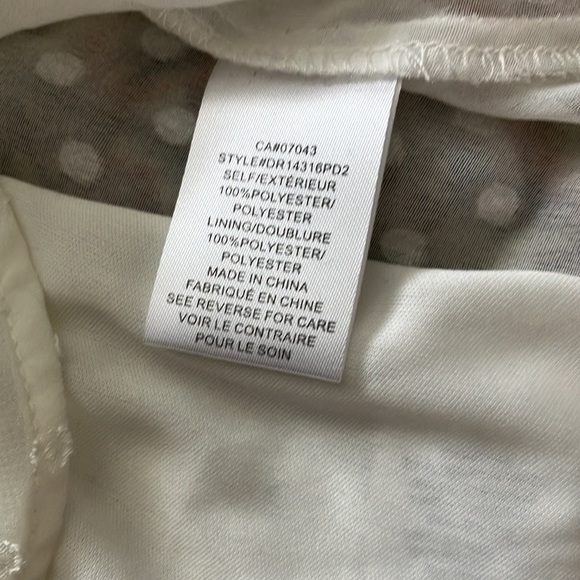 CA#07043
STYLE#DR14316PD2
SELF/EXTÉRIEUR
100%POLYESTER/
POLYESTER
LINING/DOUBLURE
100%POLYESTER/
POLYESTER
MADE IN CHINA
FABRIQUÉ EN CHINE
SEE REVERSE FOR CARE
VOIR LE CONTRAIRE
POUR LE SOIN